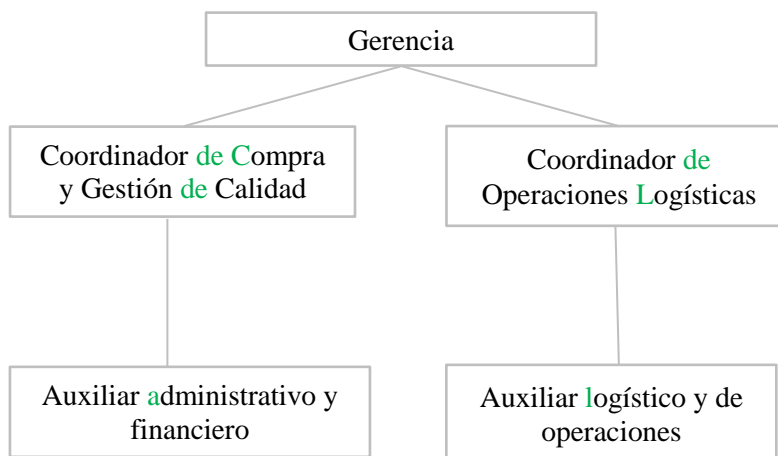 Gerencia
Coordinador de Compra
y Gestión de Calidad
Coordinador de
Operaciones Logísticas
Auxiliar administrativo y
financiero
Auxiliar logístico y de
operaciones